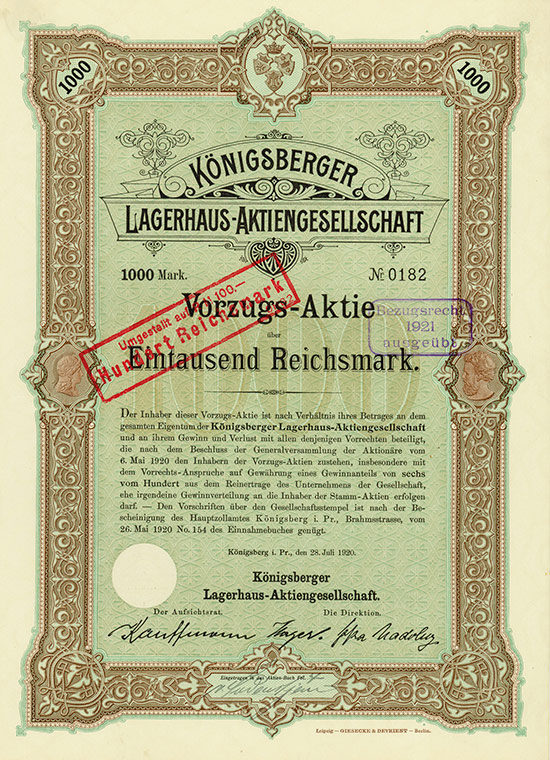 1000
1000
KÖNIGSBERGER
LAGERHAUS-AKTIENGESELLSCHAFT
1000 Mark.
№ 0182
Umgestellt auf RM 100.—
Hundert Reichsmark
Vorzugs-Aktie
Bezugsrecht
1921
ausgeübt
über
Eintausend Reichsmark.
Der Inhaber dieser Vorzugs-Aktie ist nach Verhältnis ihres Betrages an dem
gesamten Eigentum der Königsberger Lagerhaus-Aktiengesellschaft
und an ihrem Gewinn und Verlust mit allen denjenigen Vorrechten beteiligt,
die nach dem Beschluss der Generalversammlung der Aktionäre vom
6. Mai 1920 den Inhabern der Vorzugs-Aktien zustehen, insbesondere mit
dem Vorrechts-Anspruche auf Gewährung eines Gewinnanteils von sechs
vom Hundert aus dem Reinertrage des Unternehmens der Gesellschaft,
ehe irgendeine Gewinnverteilung an die Inhaber der Stamm-Aktien erfolgen
darf. — Den Vorschriften über den Gesellschaftsstempel ist nach der Be-
scheinigung des Hauptzollamtes Königsberg i. Pr., Brahmsstrasse, vom
26. Mai 1920 No. 154 des Einnahmebuches genügt.
Königsberg i. Pr., den 28. Juli 1920.
Königsberger
Lagerhaus-Aktiengesellschaft.
Der Aufsichtsrat.
Die Direktion.
Kauffmann
Eingetragen in das Aktien-Buch Fol.
Leipzig — GIESECKE & DEVRIENT — Berlin.